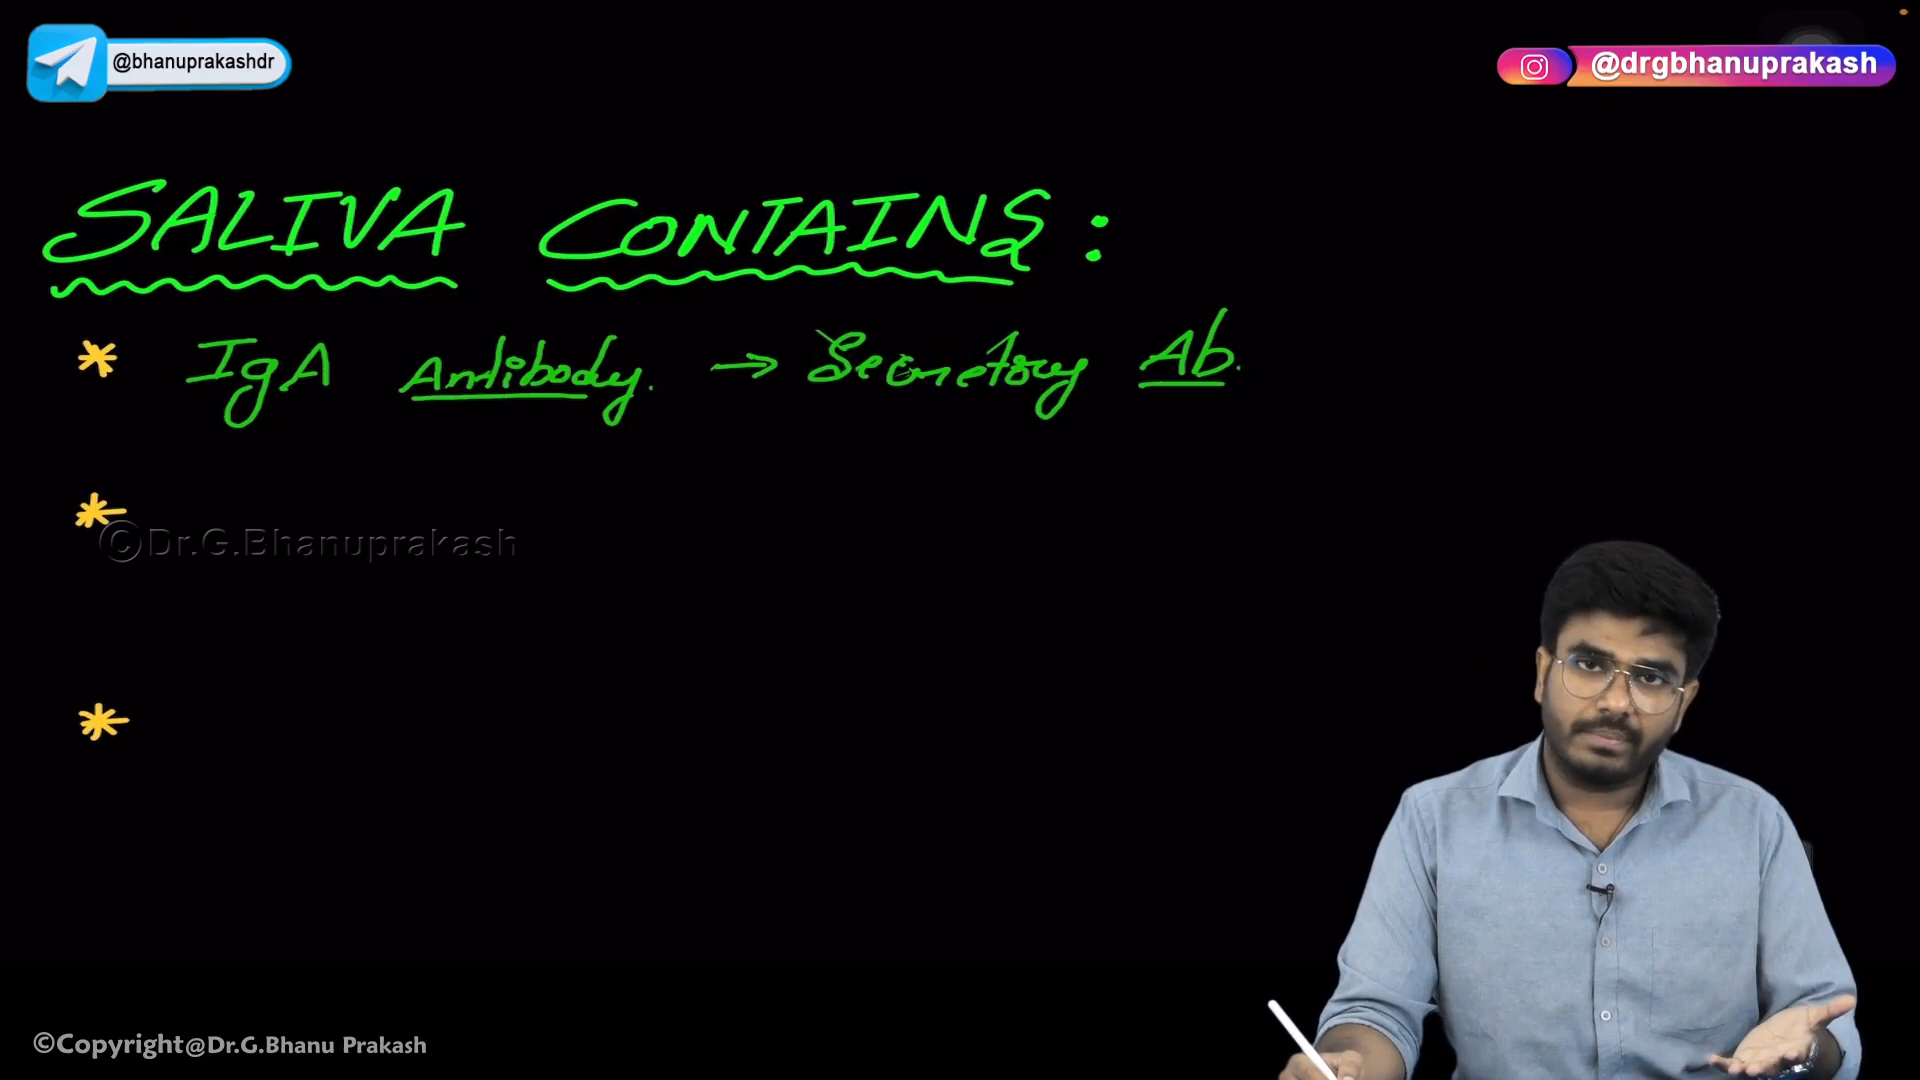 @bhanuprakashdr
@drgbhanuprakash
SALIVA CONTAINS :
* IgA Antibody. → Secretory Ab.
*
©Dr.G.Bhanuprakash
*
©Copyright@Dr.G.Bhanu Prakash